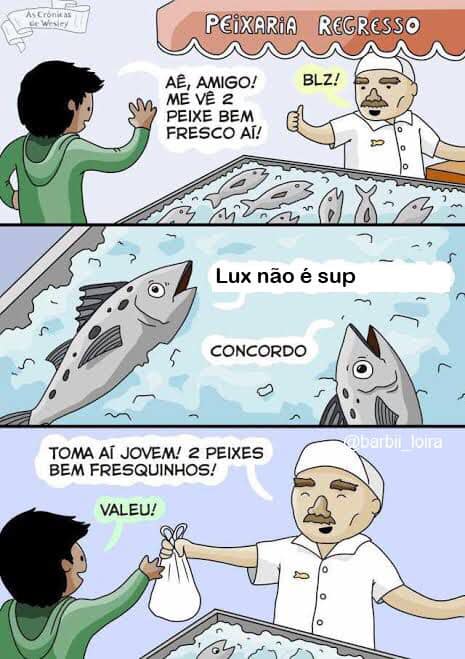 As Crônicas
de Wesley
PEIXARIA REGRESSO
AÊ, AMIGO!
ME VÊ 2
PEIXE BEM
FRESCO AÍ!
BLZ!
Lux não é sup
CONCORDO
@barbii_loira
TOMA AÍ JOVEM! 2 PEIXES
BEM FRESQUINHOS!
VALEU!